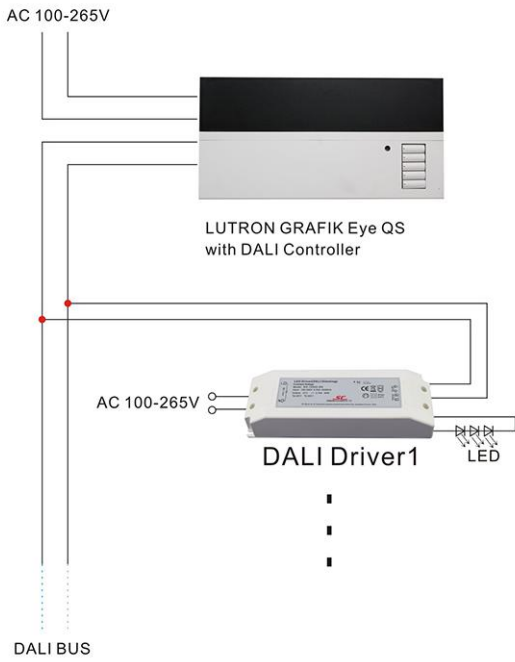 AC 100-265V
LUTRON GRAFIK Eye QS
with DALI Controller
AC 100-265V
DALI Driver1
LED
DALI BUS